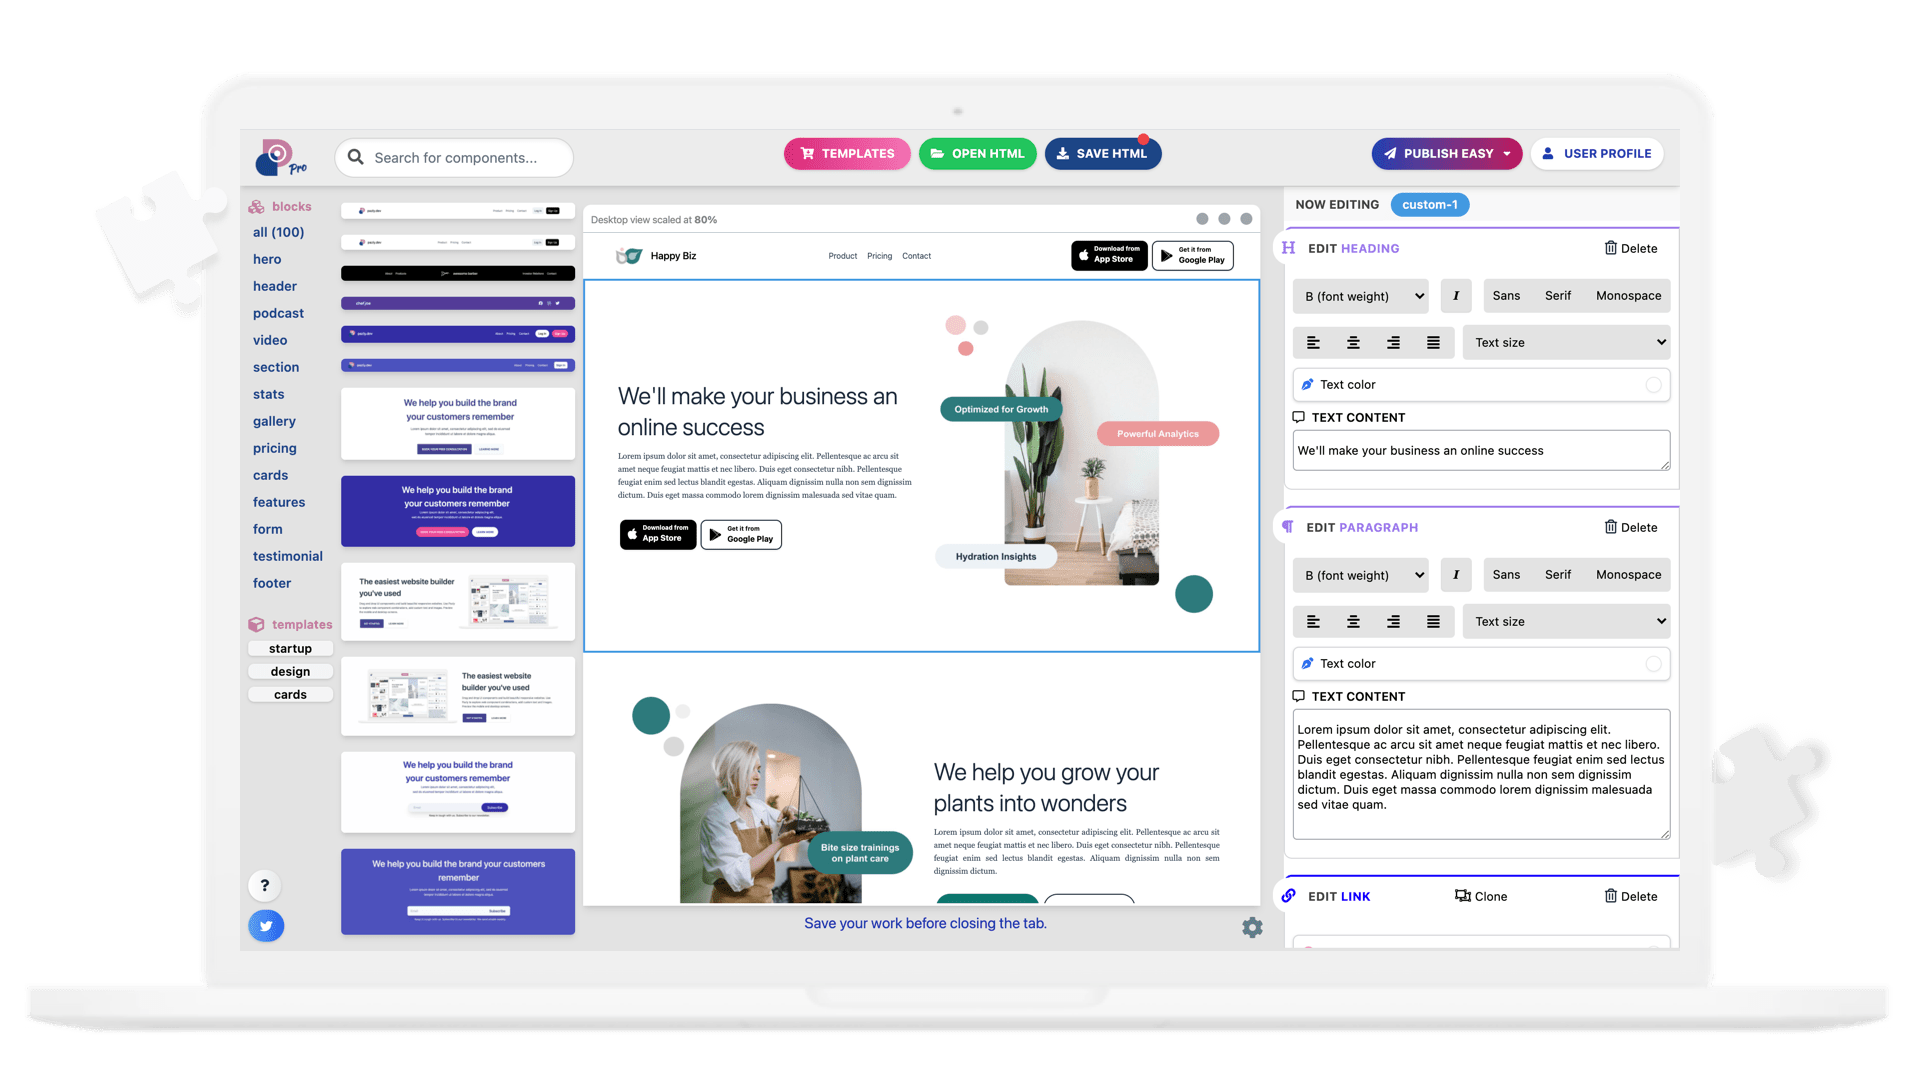 Pro
Search for components...
TEMPLATES
OPEN HTML
SAVE HTML
PUBLISH EASY
USER PROFILE
blocks
all (100)
hero
header
podcast
video
section
stats
gallery
pricing
cards
features
form
testimonial
footer
templates
startup
design
cards
?
We help you build the brand
your customers remember
We help you build the brand
your customers remember
The easiest website builder
you've used
The easiest website
builder you've used
We help you build the brand
your customers remember
We help you build the brand your customers
remember
Desktop view scaled at 80%
Happy Biz
Product
Pricing
Contact
Download from
App Store
Get it from
Google Play
We'll make your business an
online success
Lorem ipsum dolor sit amet, consectetur adipiscing elit. Pellentesque ac arcu sit
amet neque feugiat mattis et nec libero. Duis eget consectetur nibh. Pellentesque
feugiat enim sed lectus blandit egestas. Aliquam dignissim nulla non sem dignissim
dictum. Duis eget massa commodo lorem dignissim malesuada sed vitae quam.
Download from
App Store
Get it from
Google Play
Optimized for Growth
Powerful Analytics
Hydration Insights
Bite size trainings
on plant care
We help you grow your
plants into wonders
Lorem ipsum dolor sit amet, consectetur adipiscing elit. Pellentesque ac arcu sit
amet neque feugiat mattis et nec libero. Duis eget consectetur nibh. Pellentesque
feugiat enim sed lectus blandit egestas. Aliquam dignissim nulla non sem
dignissim dictum.
Save your work before closing the tab.
NOW EDITING
custom-1
H
EDIT HEADING
Delete
B (font weight)
I
Sans
Serif
Monospace
Text size
Text color
TEXT CONTENT
We'll make your business an online success
EDIT PARAGRAPH
Delete
B (font weight)
I
Sans
Serif
Monospace
Text size
Text color
TEXT CONTENT
Lorem ipsum dolor sit amet, consectetur adipiscing elit.
Pellentesque ac arcu sit amet neque feugiat mattis et nec libero.
Duis eget consectetur nibh. Pellentesque feugiat enim sed lectus
blandit egestas. Aliquam dignissim nulla non sem dignissim
dictum. Duis eget massa commodo lorem dignissim malesuada
sed vitae quam.
EDIT LINK
Clone
Delete